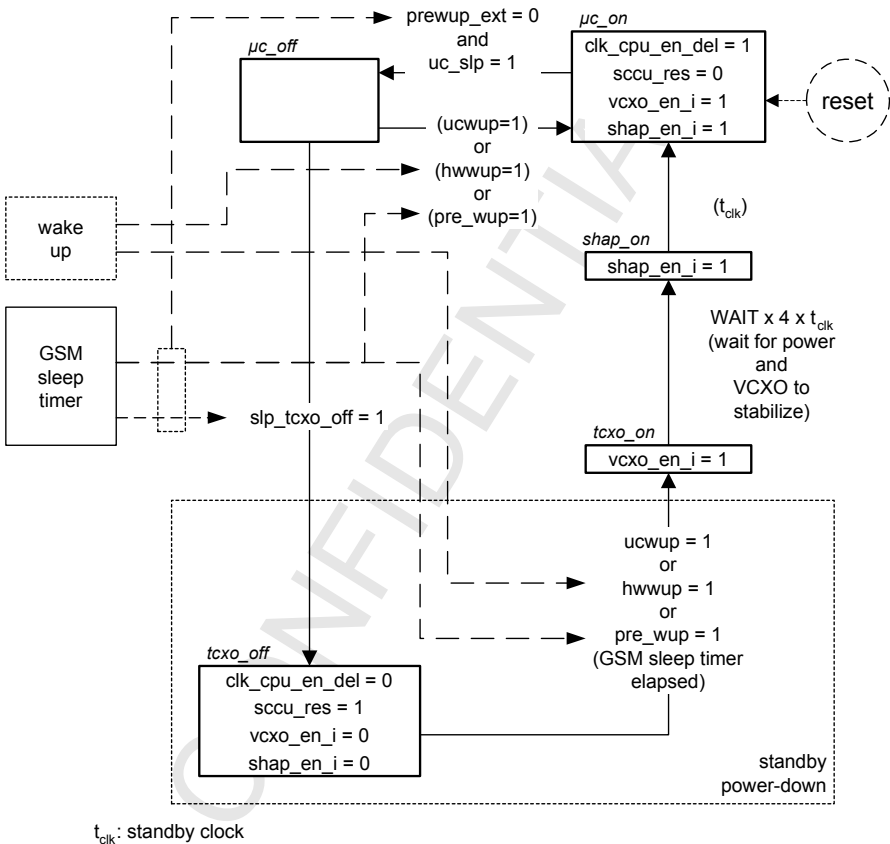 prewup_ext = 0
and
uc_slp = 1
µc_on
clk_cpu_en_del = 1
sccu_res = 0
vcxo_en_i = 1
shap_en_i = 1
reset
µc_off
(ucwup=1)
or
(hwwup=1)
or
(pre_wup=1)
wake
up
(t_clk)
shap_on
shap_en_i = 1
GSM
sleep
timer
WAIT x 4 x t_clk
(wait for power
and
VCXO to
stabilize)
slp_tcxo_off = 1
tcxo_on
vcxo_en_i = 1
ucwup = 1
or
hwwup = 1
or
pre_wup = 1
(GSM sleep timer
elapsed)
tcxo_off
clk_cpu_en_del = 0
sccu_res = 1
vcxo_en_i = 0
shap_en_i = 0
standby
power-down
t_clk: standby clock
CONFIDENTIA